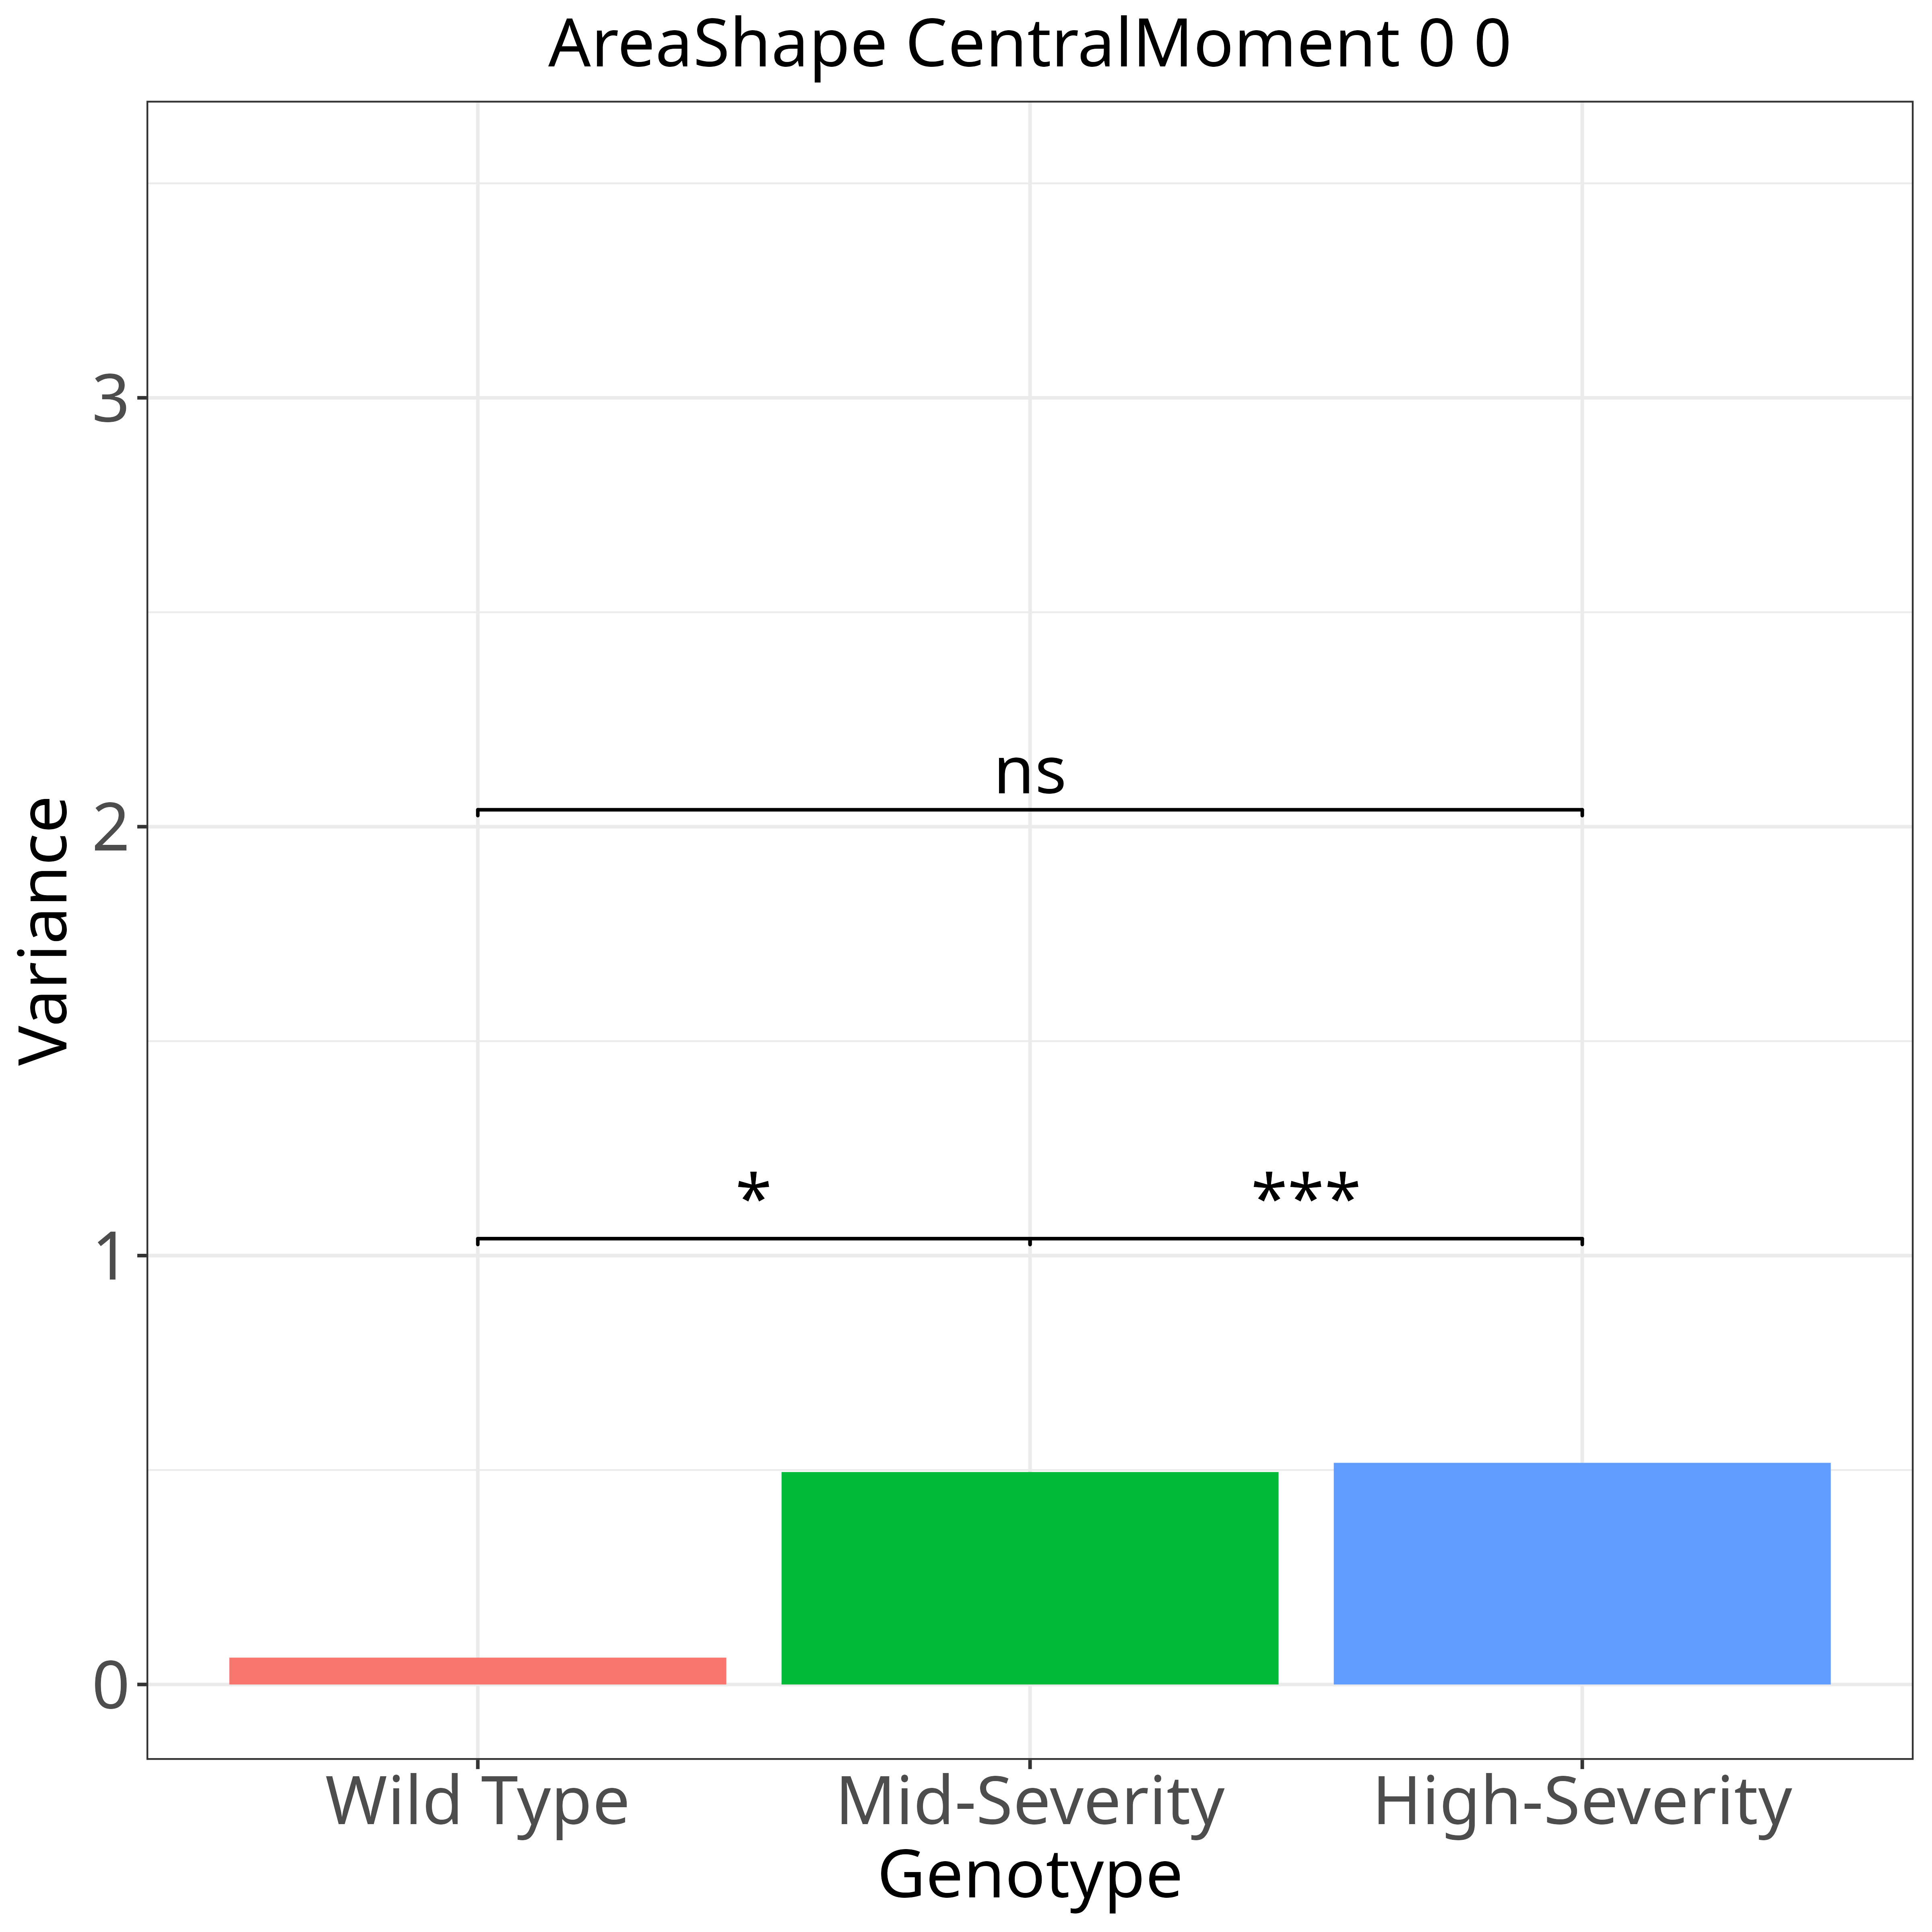 AreaShape CentralMoment 0 0
Variance
3
2
1
0
ns
*
***
Wild Type
Mid-Severity
High-Severity
Genotype